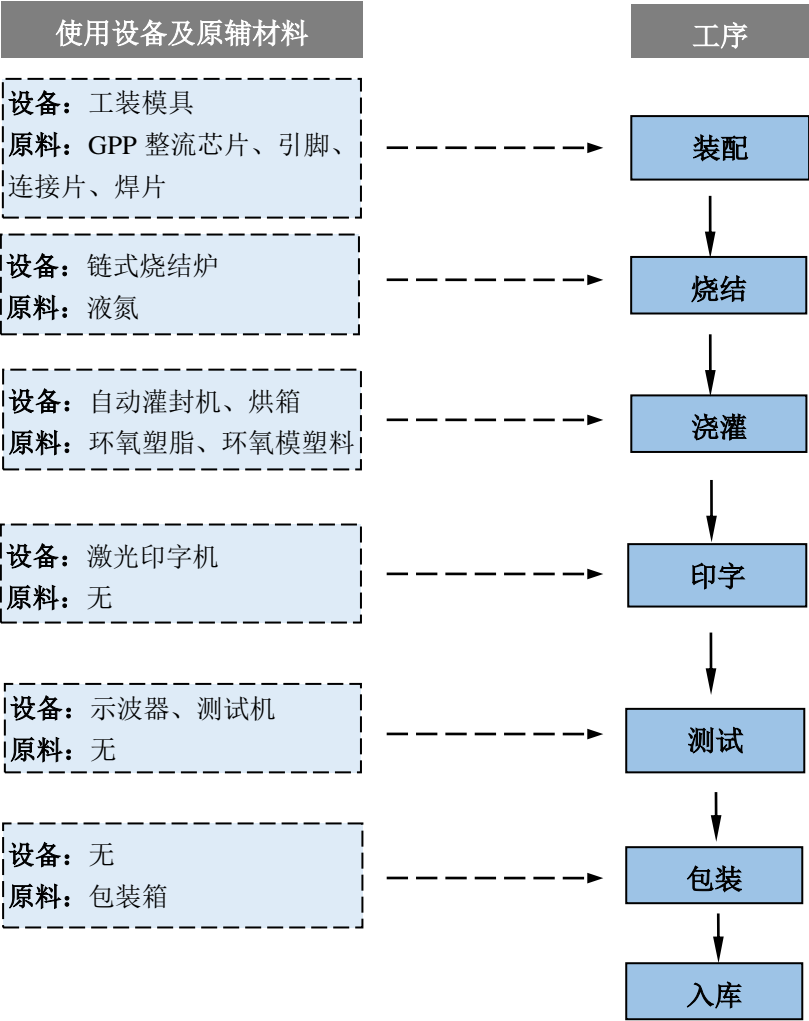 使用设备及原辅材料
工序
设备：工装模具
原料：GPP 整流芯片、引脚、
连接片、焊片
装配
设备：链式烧结炉
原料：液氮
烧结
设备：自动灌封机、烘箱
原料：环氧塑脂、环氧模塑料
浇灌
设备：激光印字机
原料：无
印字
设备：示波器、测试机
原料：无
测试
设备：无
原料：包装箱
包装
入库